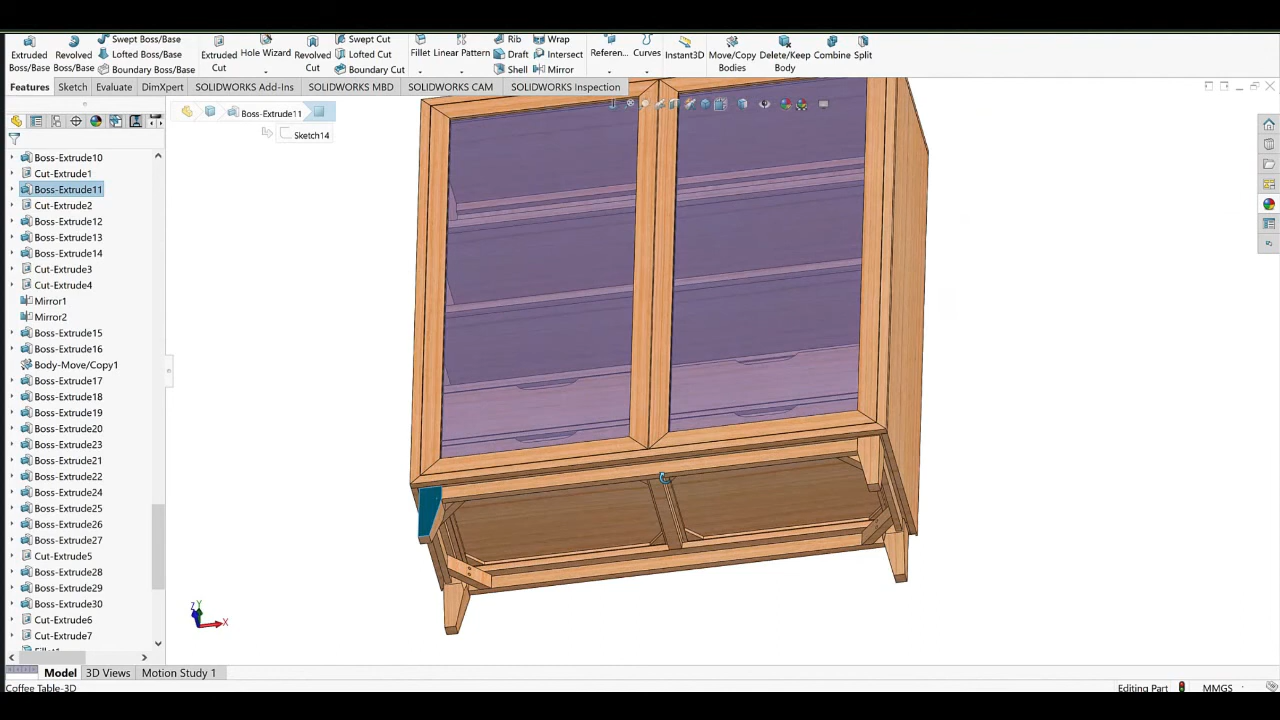 Swept Boss/Base
Lofted Boss/Base
Boundary Boss/Base
Extruded Boss/Base
Revolved Boss/Base
Extruded Cut
Hole Wizard
Revolved Cut
Swept Cut
Lofted Cut
Boundary Cut
Fillet
Linear Pattern
Rib
Draft
Shell
Wrap
Intersect
Mirror
Referen...
Curves
Instant3D
Move/Copy Bodies
Delete/Keep Body
Combine
Split
Features
Sketch
Evaluate
DimXpert
SOLIDWORKS Add-Ins
SOLIDWORKS MBD
SOLIDWORKS CAM
SOLIDWORKS Inspection
Boss-Extrude11
Sketch14
Boss-Extrude10
Cut-Extrude1
Boss-Extrude11
Cut-Extrude2
Boss-Extrude12
Boss-Extrude13
Boss-Extrude14
Cut-Extrude3
Cut-Extrude4
Mirror1
Mirror2
Boss-Extrude15
Boss-Extrude16
Body-Move/Copy1
Boss-Extrude17
Boss-Extrude18
Boss-Extrude19
Boss-Extrude20
Boss-Extrude23
Boss-Extrude21
Boss-Extrude22
Boss-Extrude24
Boss-Extrude25
Boss-Extrude26
Boss-Extrude27
Cut-Extrude5
Boss-Extrude28
Boss-Extrude29
Boss-Extrude30
Cut-Extrude6
Cut-Extrude7
Z Y
X
Model
3D Views
Motion Study 1
Coffee Table-3D
Editing Part
MMGS